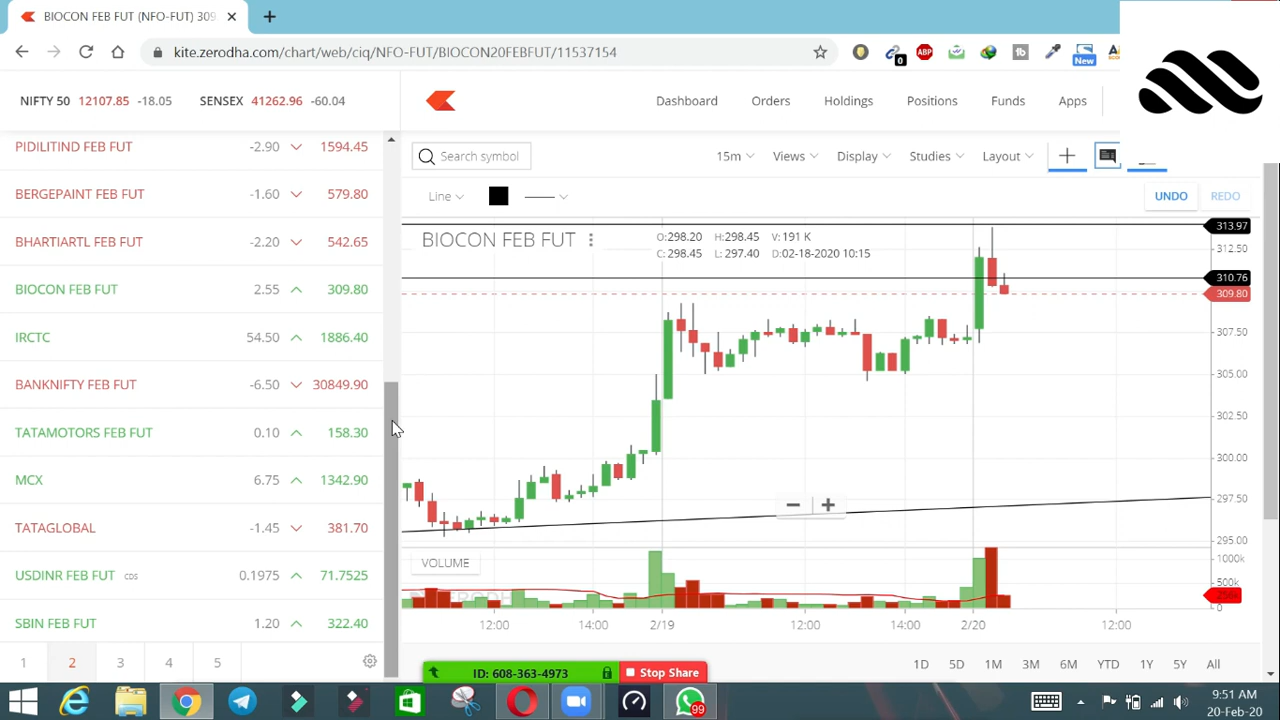 BIOCON FEB FUT (NFO-FUT) 309
kite.zerodha.com/chart/web/ciq/NFO-FUT/BIOCON20FEBFUT/11537154
0
ABP
fb
New
NIFTY 50 12107.85 -18.05 SENSEX 41262.96 -60.04
Dashboard Orders Holdings Positions Funds Apps
PIDILITIND FEB FUT -2.90 1594.45
BERGEPAINT FEB FUT -1.60 579.80
BHARTIARTL FEB FUT -2.20 542.65
BIOCON FEB FUT 2.55 309.80
IRCTC 54.50 1886.40
BANKNIFTY FEB FUT -6.50 30849.90
TATAMOTORS FEB FUT 0.10 158.30
MCX 6.75 1342.90
TATAGLOBAL -1.45 381.70
USDINR FEB FUT CDS 0.1975 71.7525
SBIN FEB FUT 1.20 322.40
1 2 3 4 5
Search symbol 15m Views Display Studies Layout
Line UNDO REDO
BIOCON FEB FUT
O:298.20 H:298.45 V:191 K
C:298.45 L:297.40 D:02-18-2020 10:15
313.97
312.50
310.76
309.80
307.50
305.00
302.50
300.00
297.50
295.00
VOLUME
1000k
500k
256k
0
12:00 14:00 2/19 12:00 14:00 2/20 12:00
1D 5D 1M 3M 6M YTD 1Y 5Y All
ID: 608-363-4973 Stop Share
99
9:51 AM
20-Feb-20